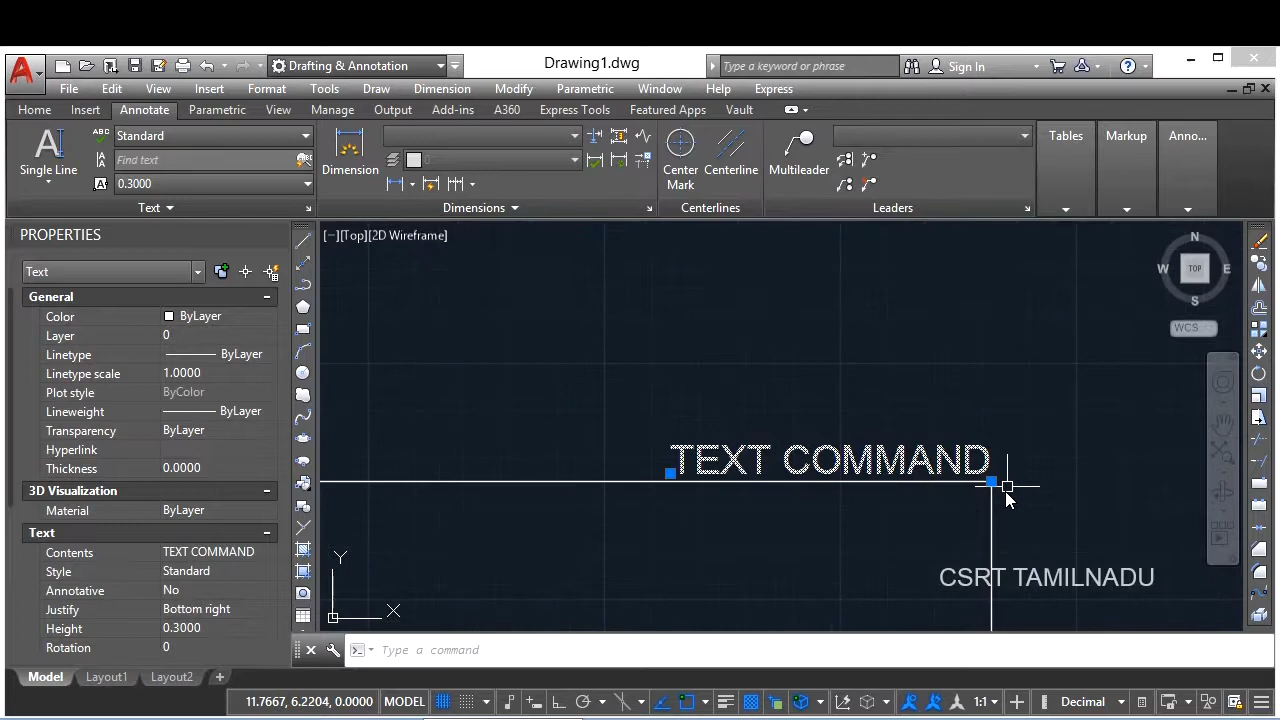 Drafting & Annotation
Drawing1.dwg
Type a keyword or phrase
Sign In
File Edit View Insert Format Tools Draw Dimension Modify Parametric Window Help Express
Home Insert Annotate Parametric View Manage Output Add-ins A360 Express Tools Featured Apps Vault
A
Single Line
ABC
Standard
Find text
0.3000
Text
Dimension
0
Dimensions
Center Mark
Centerline
Centerlines
Multileader
Leaders
Tables
Markup
Anno...
PROPERTIES
Text
General
Color ByLayer
Layer 0
Linetype ByLayer
Linetype scale 1.0000
Plot style ByColor
Lineweight ByLayer
Transparency ByLayer
Hyperlink
Thickness 0.0000
3D Visualization
Material ByLayer
Text
Contents TEXT COMMAND
Style Standard
Annotative No
Justify Bottom right
Height 0.3000
Rotation 0
[−][Top][2D Wireframe]
N
W TOP E
S
WCS
TEXT COMMAND
CSRT TAMILNADU
Y
X
Type a command
Model Layout1 Layout2 +
11.7667, 6.2204, 0.0000 MODEL 1:1 Decimal